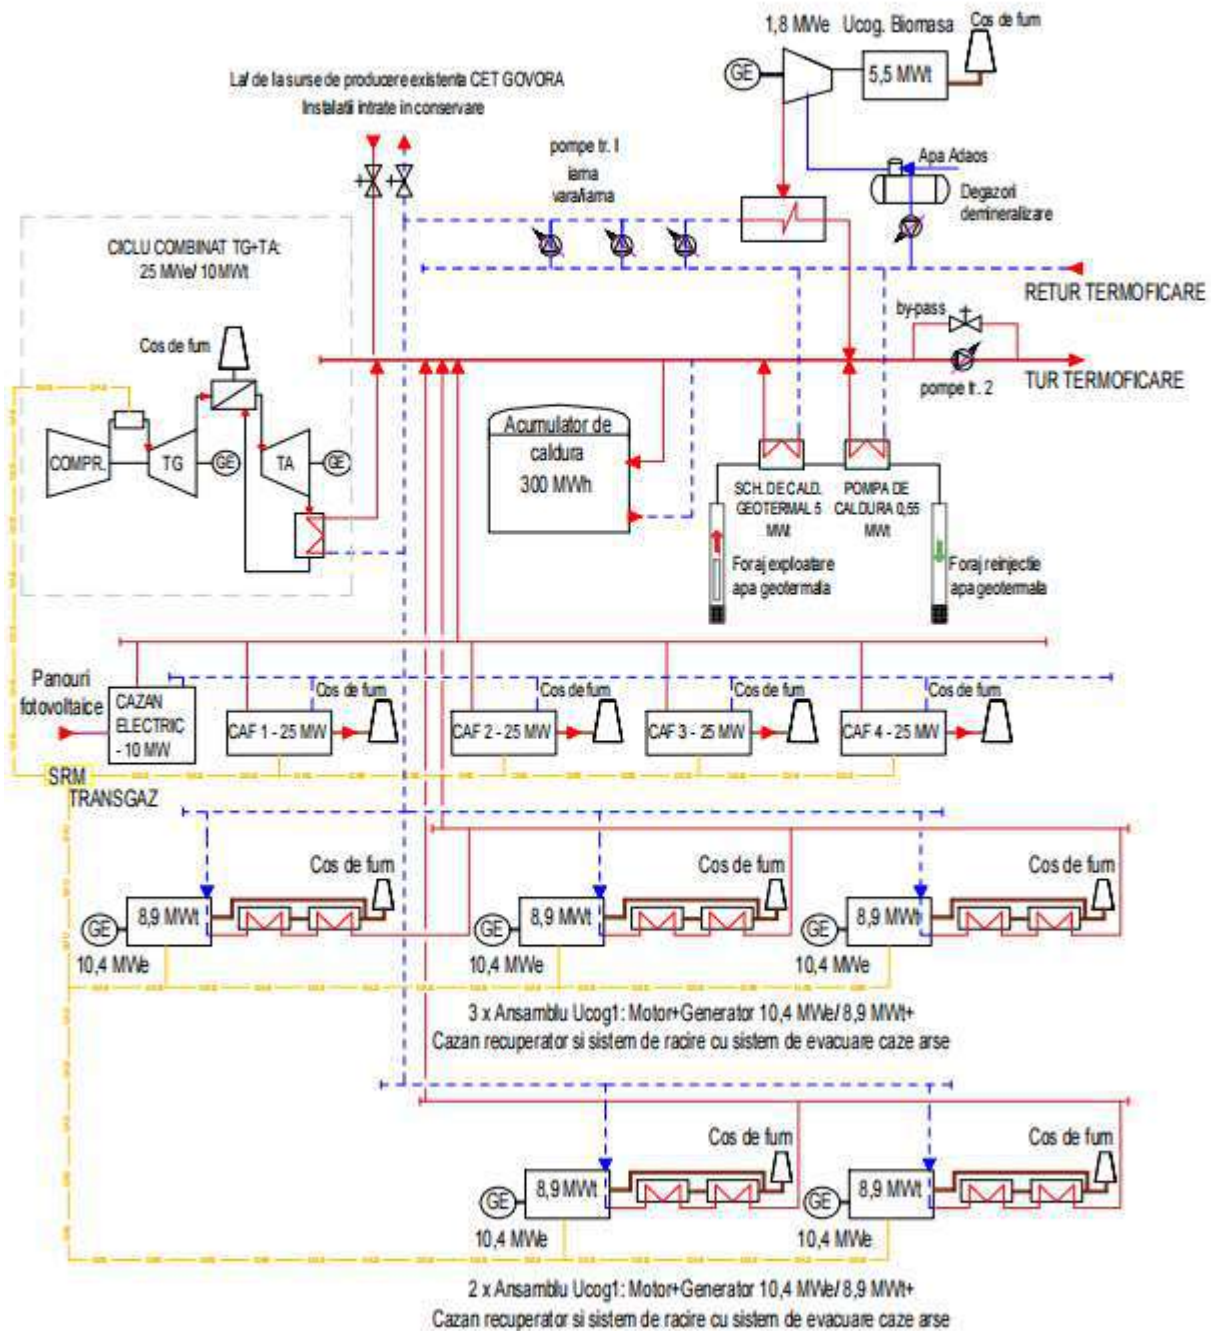 1,8 MWe Ucog. Biomasa
Cos de fum
GE
5,5 MWt
La/ de la surse de producere existenta CET GOVORA
Instalatii intrate in conservare
pompe tr. I
iarna
vara/iarna
Apa Adaos
Degazori
demineralizare
CICLU COMBINAT TG+TA:
25 MWe/ 10 MWt
RETUR TERMOFICARE
by-pass
Cos de fum
pompe tr. 2
TUR TERMOFICARE
COMPR.
TG
GE
TA
GE
Acumulator de
caldura
300 MWh
SCH. DE CALD.
GEOTERMAL 5
MWt
POMPA DE
CALDURA 0,55
MWt
Foraj exploatare
apa geotermala
Foraj reinjectie
apa geotermala
Panouri
fotovoltaice
CAZAN
ELECTRIC
- 10 MW
Cos de fum
CAF 1 - 25 MW
Cos de fum
CAF 2 - 25 MW
Cos de fum
CAF 3 - 25 MW
Cos de fum
CAF 4 - 25 MW
SRM
TRANSGAZ
Cos de fum
8,9 MWt
GE
10,4 MWe
Cos de fum
8,9 MWt
GE
10,4 MWe
Cos de fum
8,9 MWt
GE
10,4 MWe
3 x Ansamblu Ucog1: Motor+Generator 10,4 MWe/ 8,9 MWt+
Cazan recuperator si sistem de racire cu sistem de evacuare caze arse
Cos de fum
8,9 MWt
GE
10,4 MWe
Cos de fum
8,9 MWt
GE
10,4 MWe
2 x Ansamblu Ucog1: Motor+Generator 10,4 MWe/ 8,9 MWt+
Cazan recuperator si sistem de racire cu sistem de evacuare caze arse